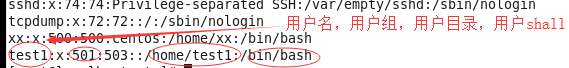 sshd:x:74:74:Privilege-separated SSH:/var/empty/sshd:/sbin/nologin
tcpdump:x:72:72::/:/sbin/nologin
用户名，用户组，用户目录，用户shall
xx:x:500:500:centos:/home/xx:/bin/bash
test1:x:501:503::/home/test1:/bin/bash